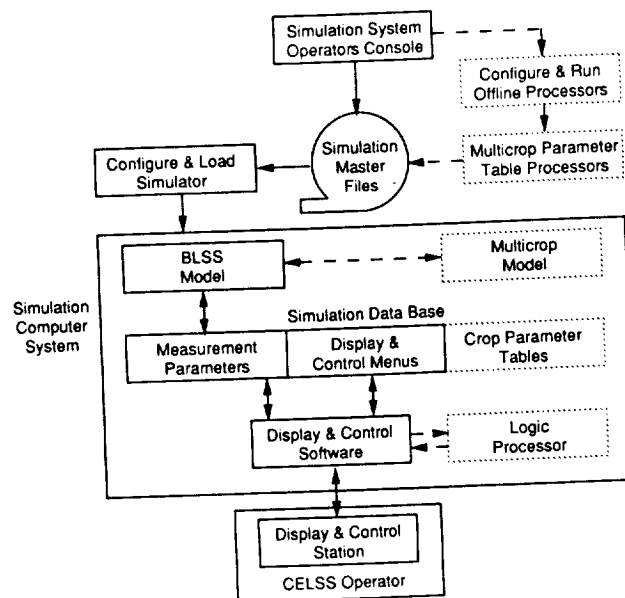 Simulation System
Operators Console
Configure & Run
Offline Processors
Simulation
Master
Files
Multicrop Parameter
Table Processors
Configure & Load
Simulator
BLSS
Model
Multicrop
Model
Simulation
Computer
System
Simulation Data Base
Measurement
Parameters
Display &
Control Menus
Crop Parameter
Tables
Display & Control
Software
Logic
Processor
Display & Control
Station
CELSS Operator